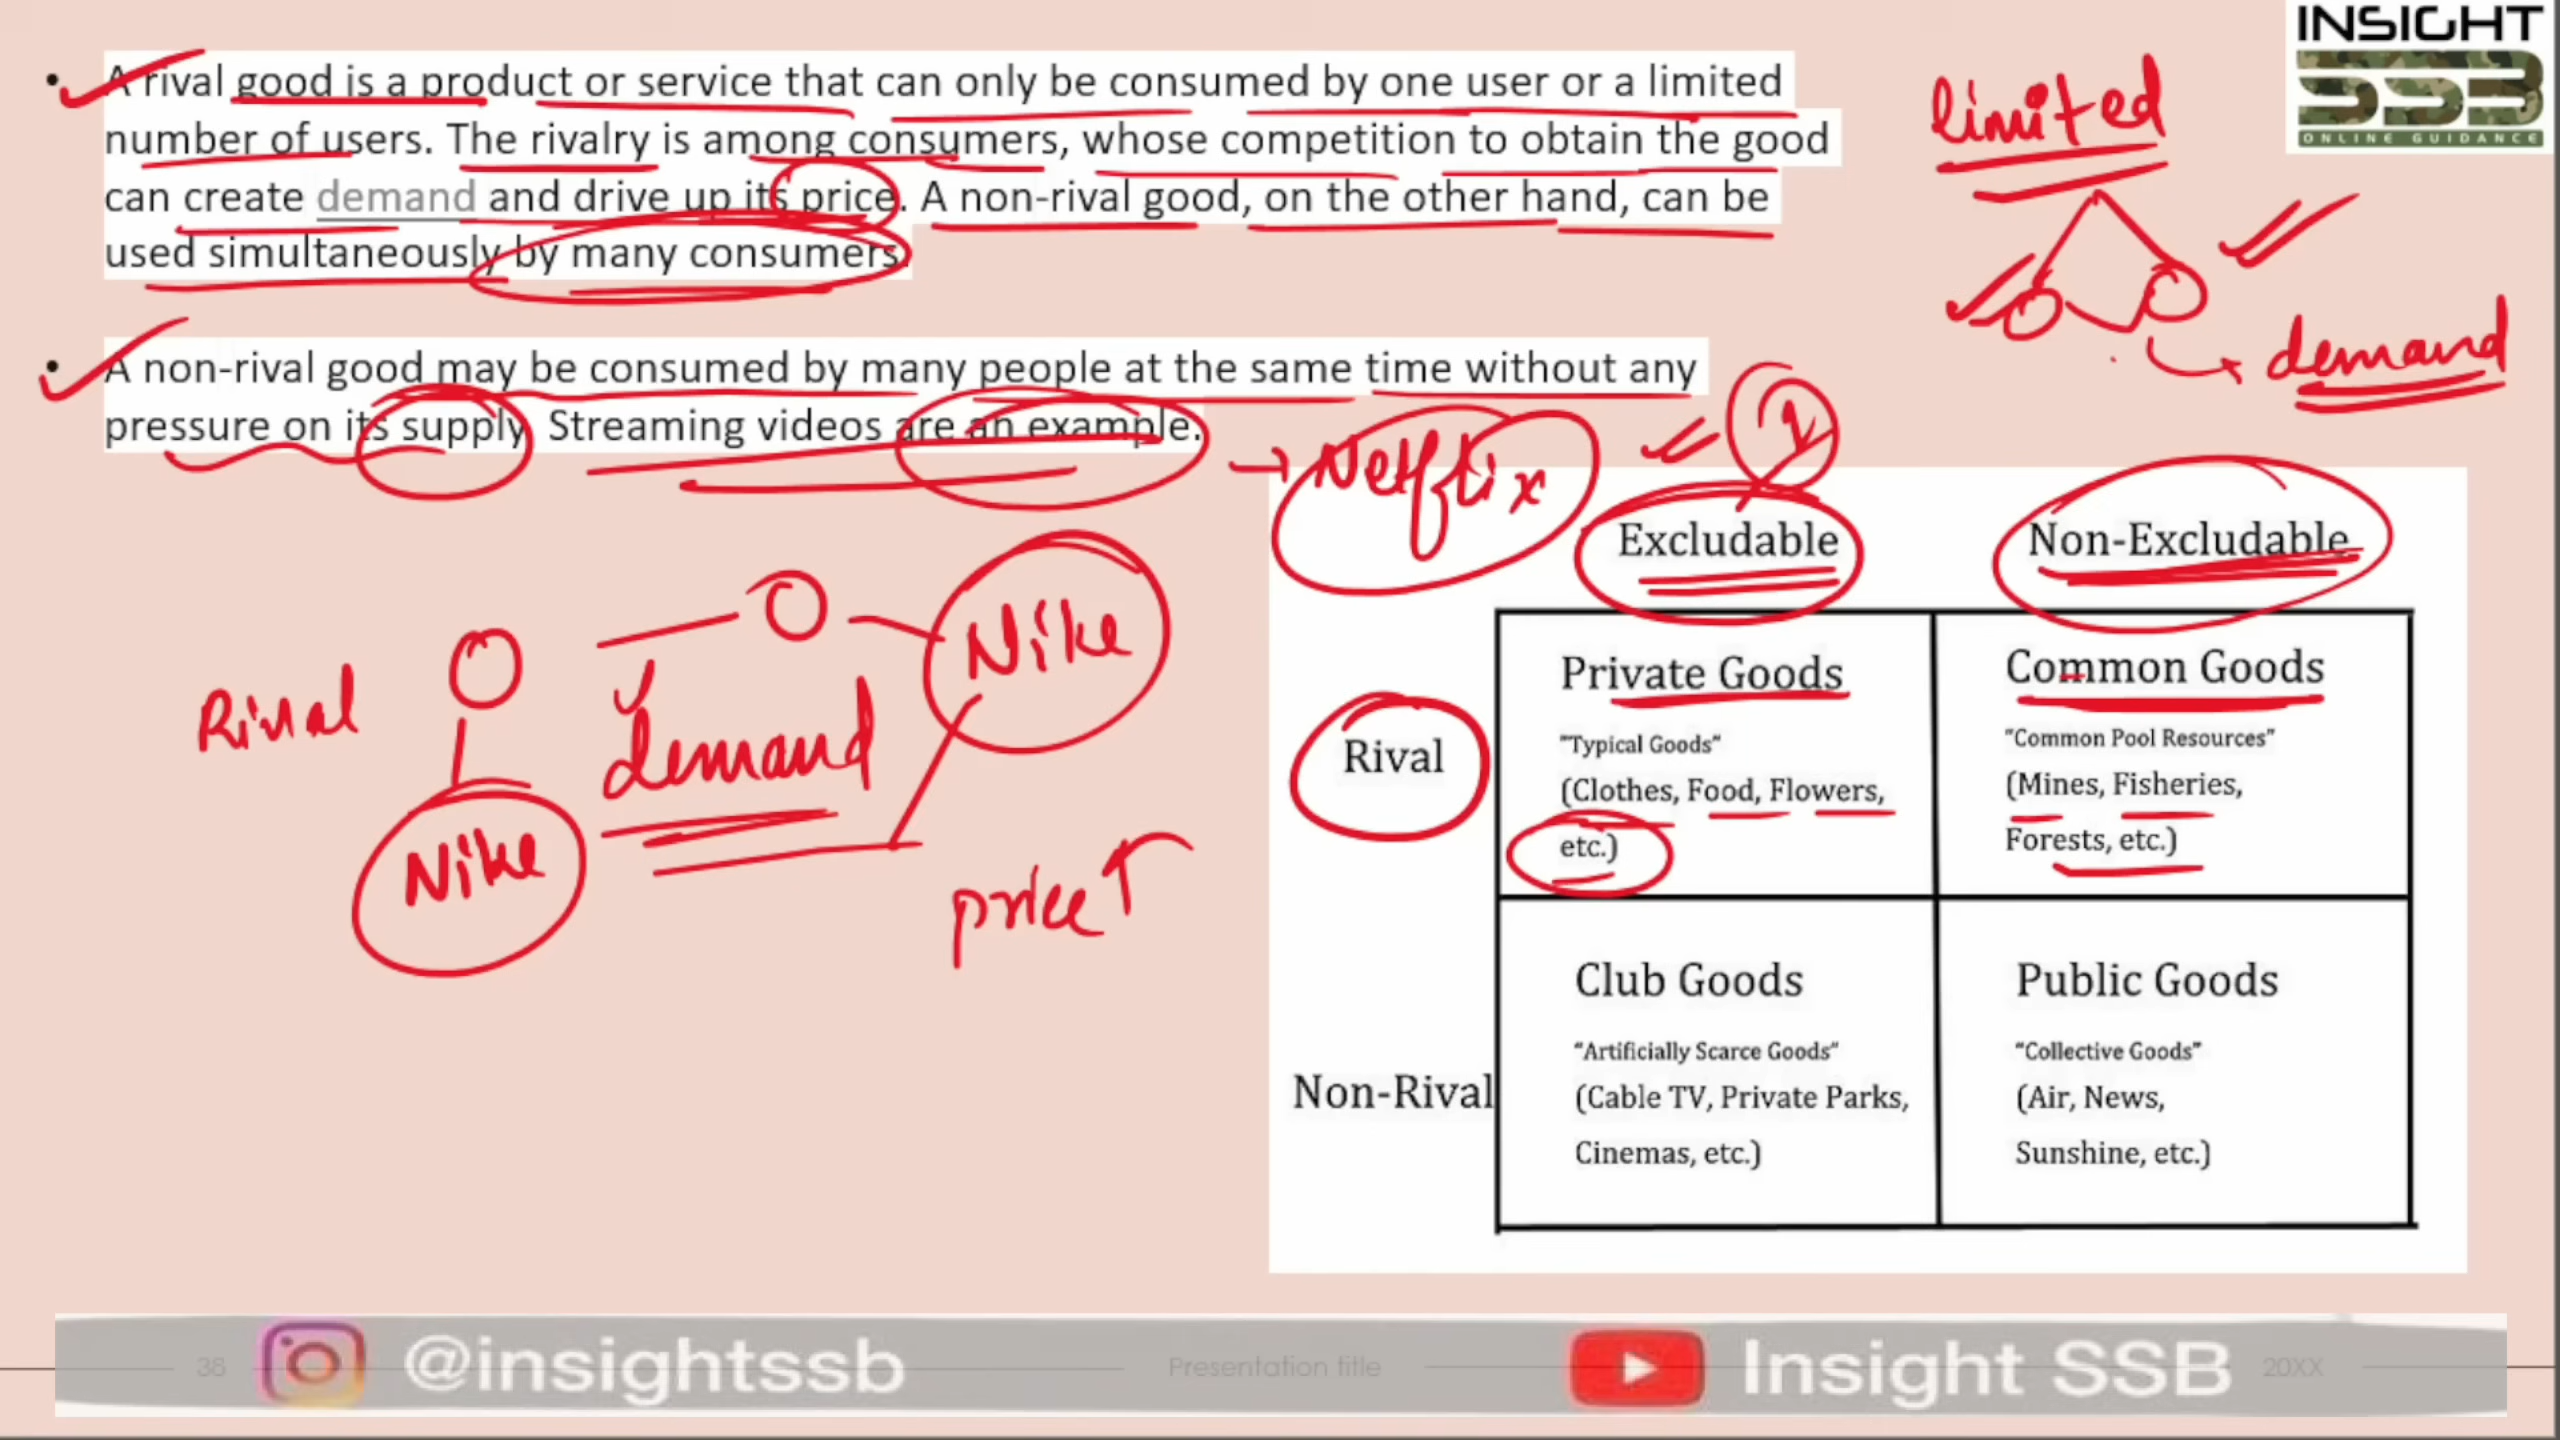 INSIGHT
SSB
ONLINE GUIDANCE
• A rival good is a product or service that can only be consumed by one user or a limited
number of users. The rivalry is among consumers, whose competition to obtain the good
can create demand and drive up its price. A non-rival good, on the other hand, can be
used simultaneously by many consumers.
limited
demand
• A non-rival good may be consumed by many people at the same time without any
pressure on its supply. Streaming videos are an example.
→ Netflix
Excludable
Non-Excludable
Rival
Nike
demand
Nike
price↑
Rival
Private Goods
"Typical Goods"
(Clothes, Food, Flowers,
etc.)
Common Goods
"Common Pool Resources"
(Mines, Fisheries,
Forests, etc.)
Non-Rival
Club Goods
"Artificially Scarce Goods"
(Cable TV, Private Parks,
Cinemas, etc.)
Public Goods
"Collective Goods"
(Air, News,
Sunshine, etc.)
@insightssb
Presentation title
Insight SSB
20XX